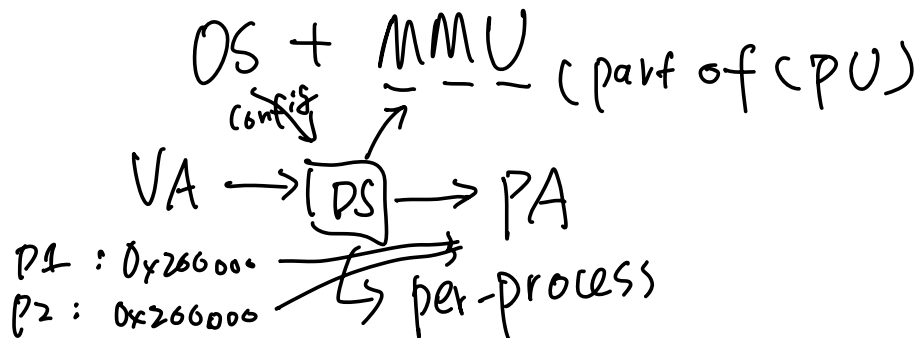 OS + MMU (part of CPU)
config
VA → DS → PA
P1 : 0x200000
per-process
P2 : 0x200000